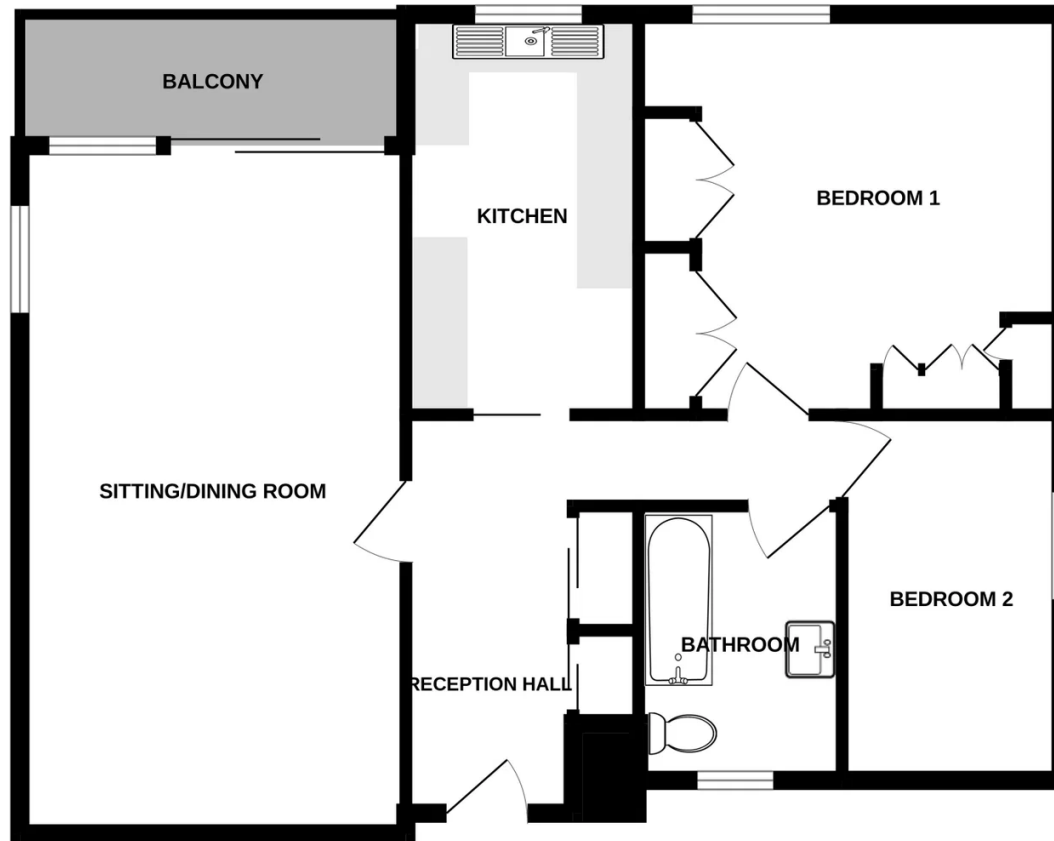 BALCONY
KITCHEN
BEDROOM 1
SITTING/DINING ROOM
BEDROOM 2
BATHROOM
RECEPTION HALL